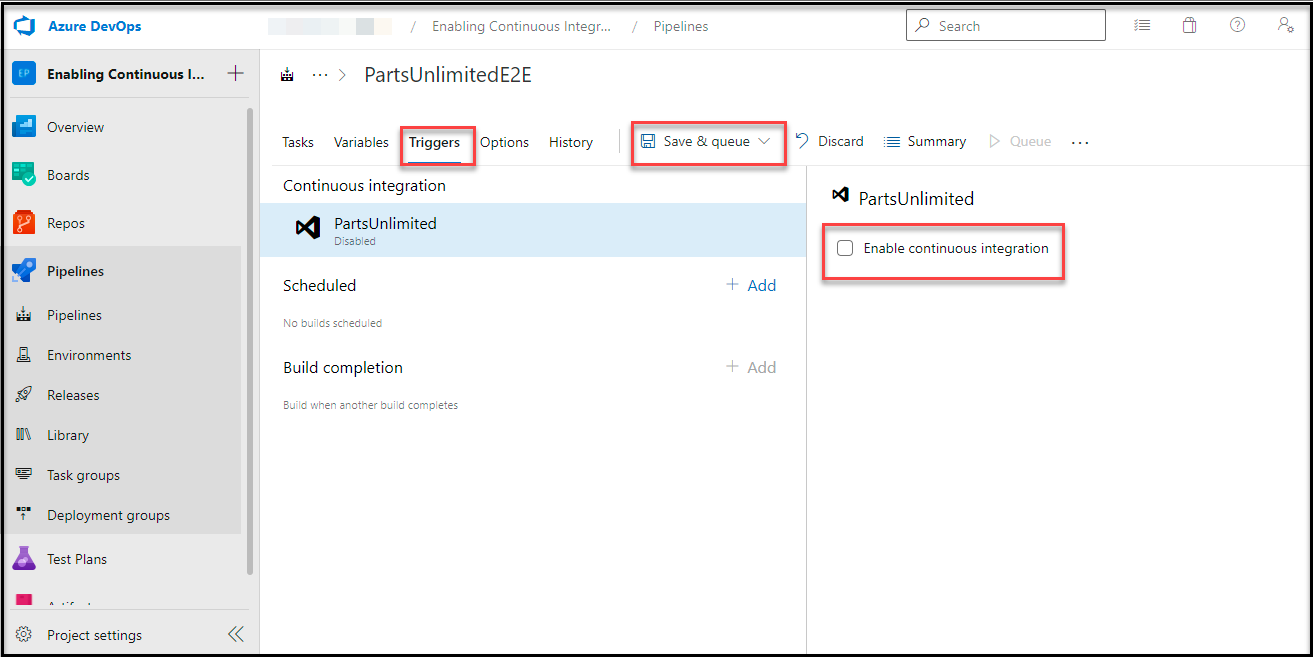 Azure DevOps / Enabling Continuous Integr... / Pipelines Search
EP Enabling Continuous I... PartsUnlimitedE2E
Overview
Boards
Repos
Pipelines
Pipelines
Environments
Releases
Library
Task groups
Deployment groups
Test Plans
Project settings
Tasks Variables Triggers Options History Save & queue Discard Summary Queue ...
Continuous integration
PartsUnlimited
Disabled
Scheduled + Add
No builds scheduled
Build completion + Add
Build when another build completes
PartsUnlimited
Enable continuous integration